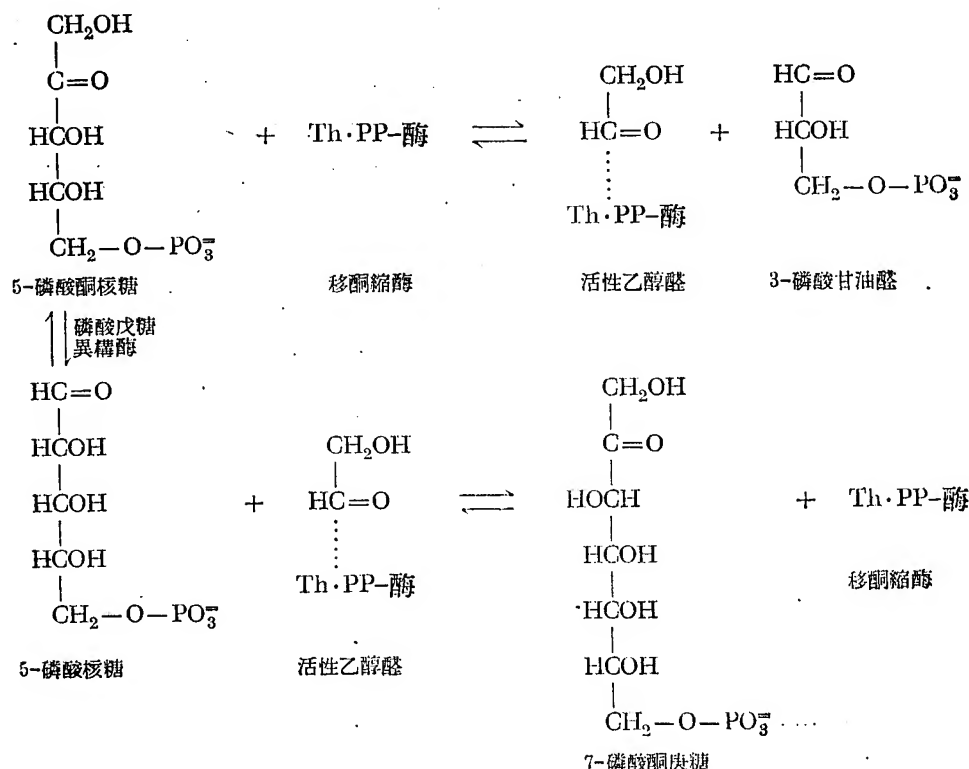 CH₂OH
C=O
HCOH
HCOH
CH₂—O—PO₃⁼
5-磷酸酮核糖
+
Th·PP-酶
移酮縮酶
⇌
CH₂OH
HC=O
Th·PP-酶
活性乙醇醛
+
HC=O
HCOH
CH₂—O—PO₃⁼
3-磷酸甘油醛
磷酸戊糖
異構酶
HC=O
HCOH
HCOH
HCOH
CH₂—O—PO₃⁼
5-磷酸核糖
+
CH₂OH
HC=O
Th·PP-酶
活性乙醇醛
⇌
CH₂OH
C=O
HOCH
HCOH
HCOH
HCOH
CH₂—O—PO₃⁼
7-磷酸酮庚糖
+
Th·PP-酶
移酮縮酶